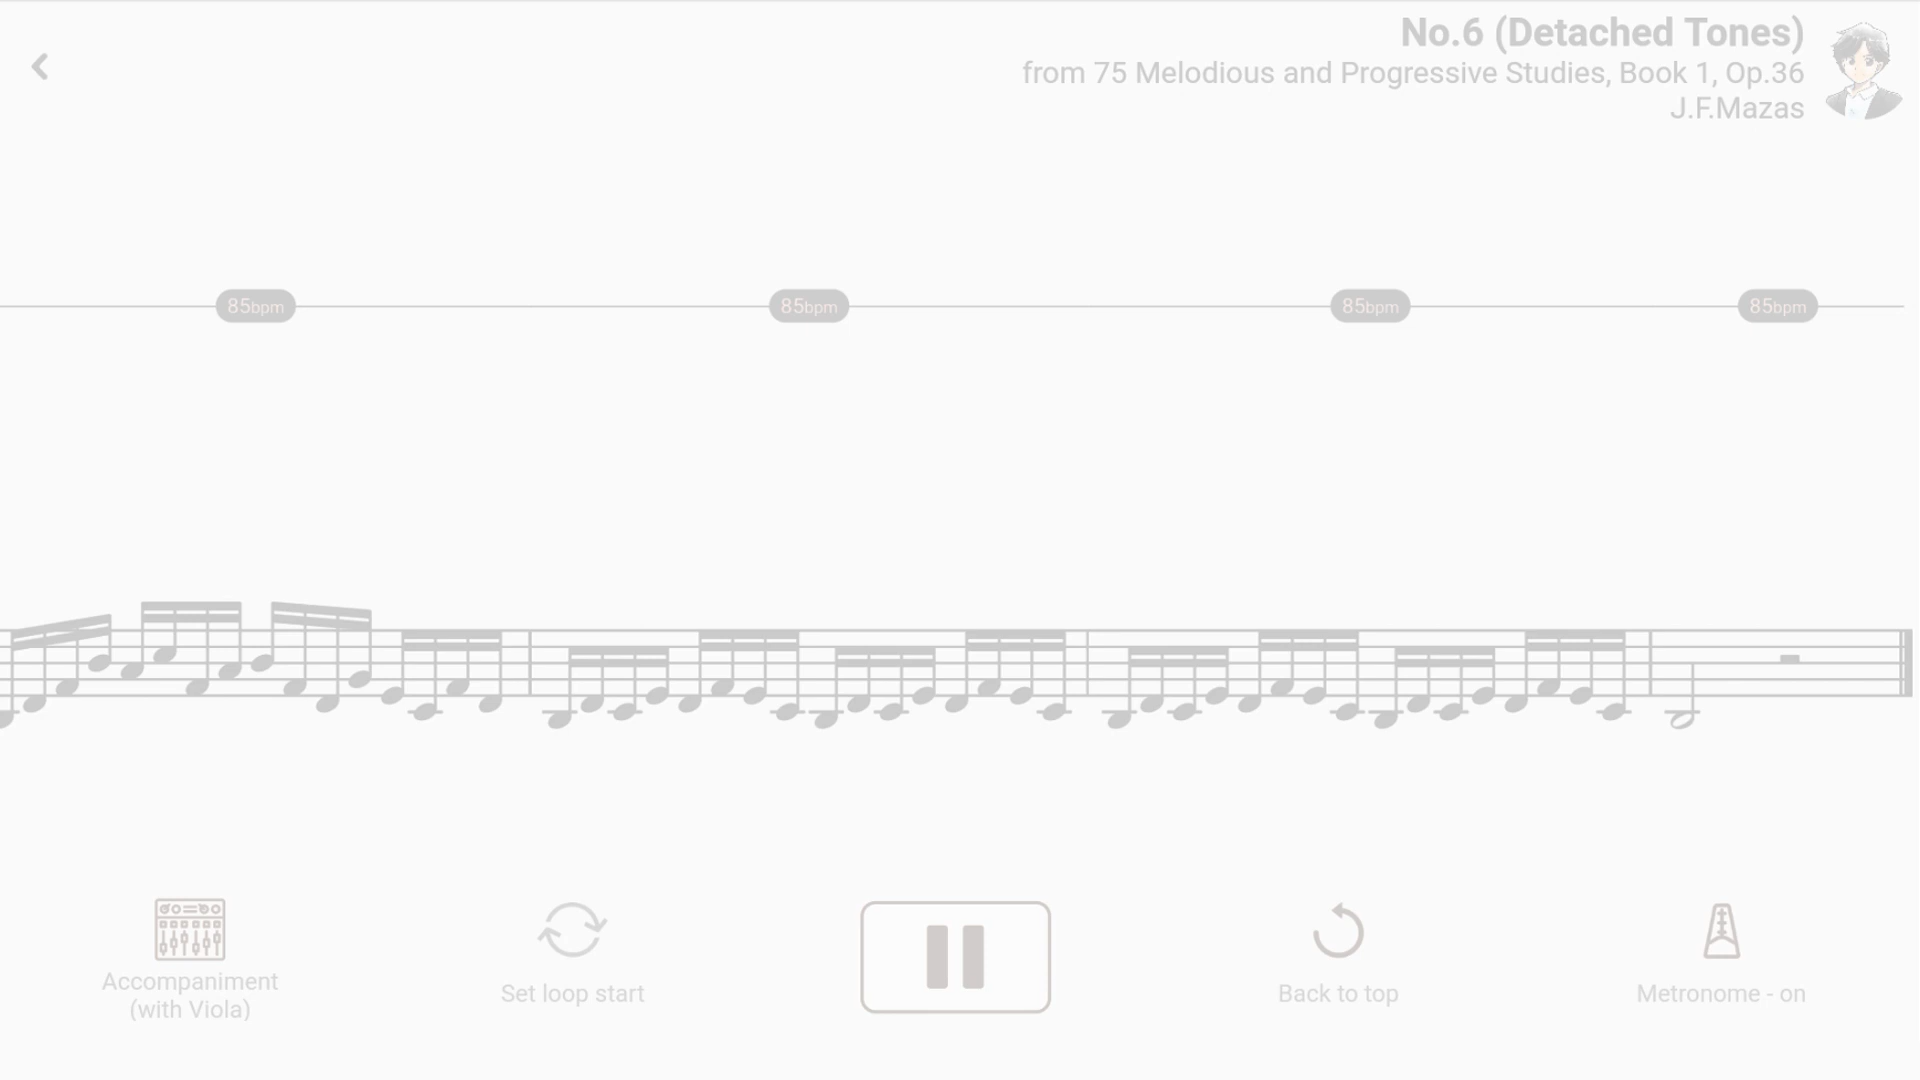 No.6 (Detached Tones)
from 75 Melodious and Progressive Studies, Book 1, Op.36
J.F.Mazas
85bpm
85bpm
85bpm
85bpm
Accompaniment
(with Viola)
Set loop start
Back to top
Metronome - on